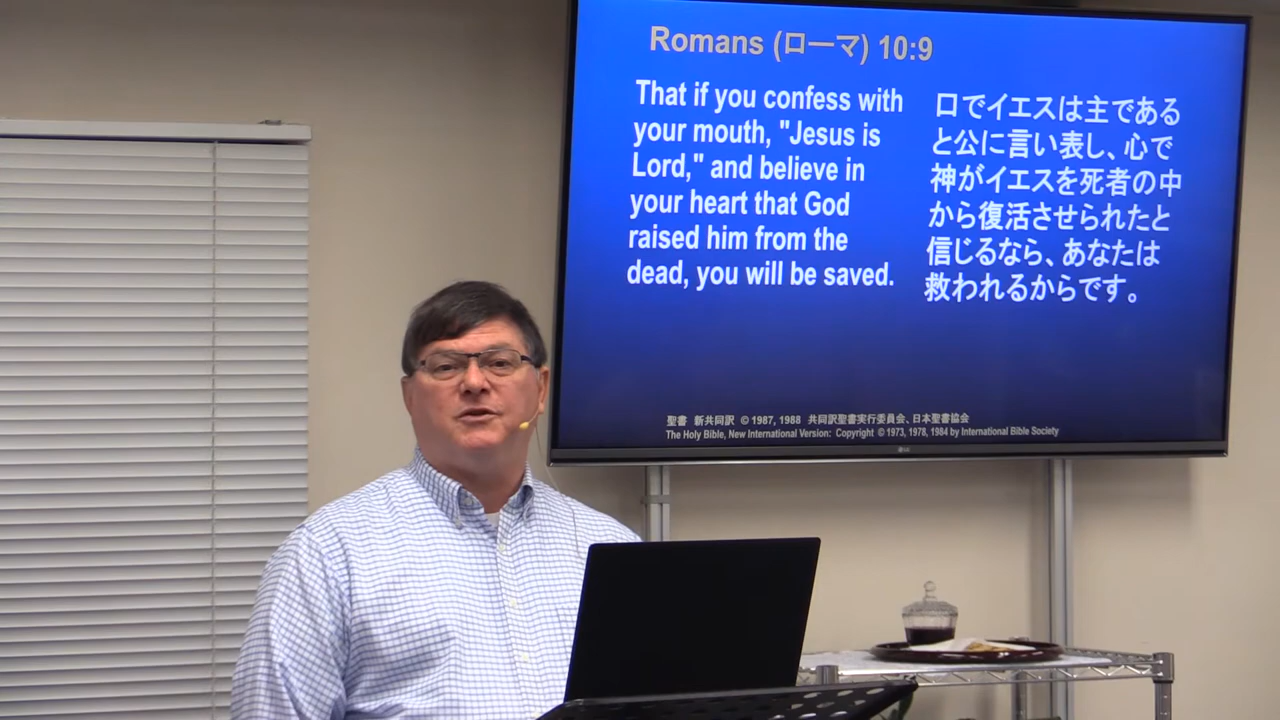 Romans (ローマ) 10:9
That if you confess with
your mouth, "Jesus is
Lord," and believe in
your heart that God
raised him from the
dead, you will be saved.
口でイエスは主である
と公に言い表し、心で
神がイエスを死者の中
から復活させられたと
信じるなら、あなたは
救われるからです。
聖書 新共同訳 © 1987, 1988 共同訳聖書実行委員会、日本聖書協会
The Holy Bible, New International Version: Copyright © 1973, 1978, 1984 by International Bible Society
LG